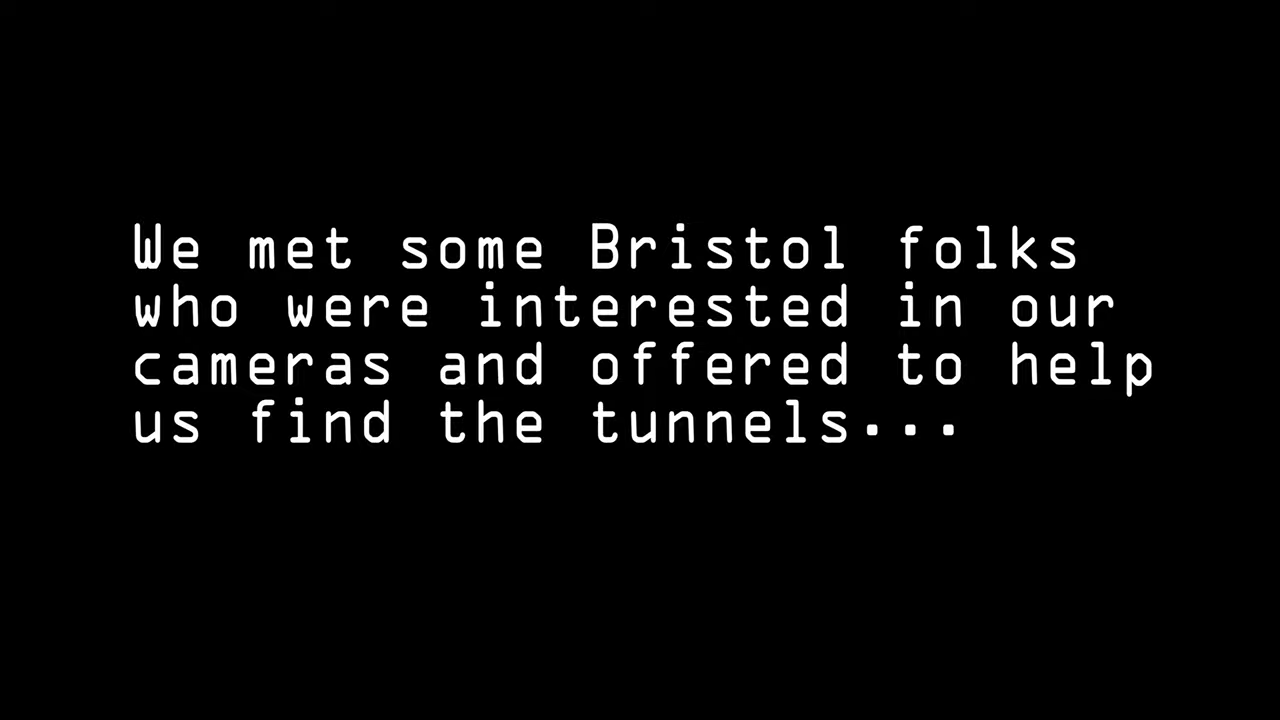 We met some Bristol folks
who were interested in our
cameras and offered to help
us find the tunnels...